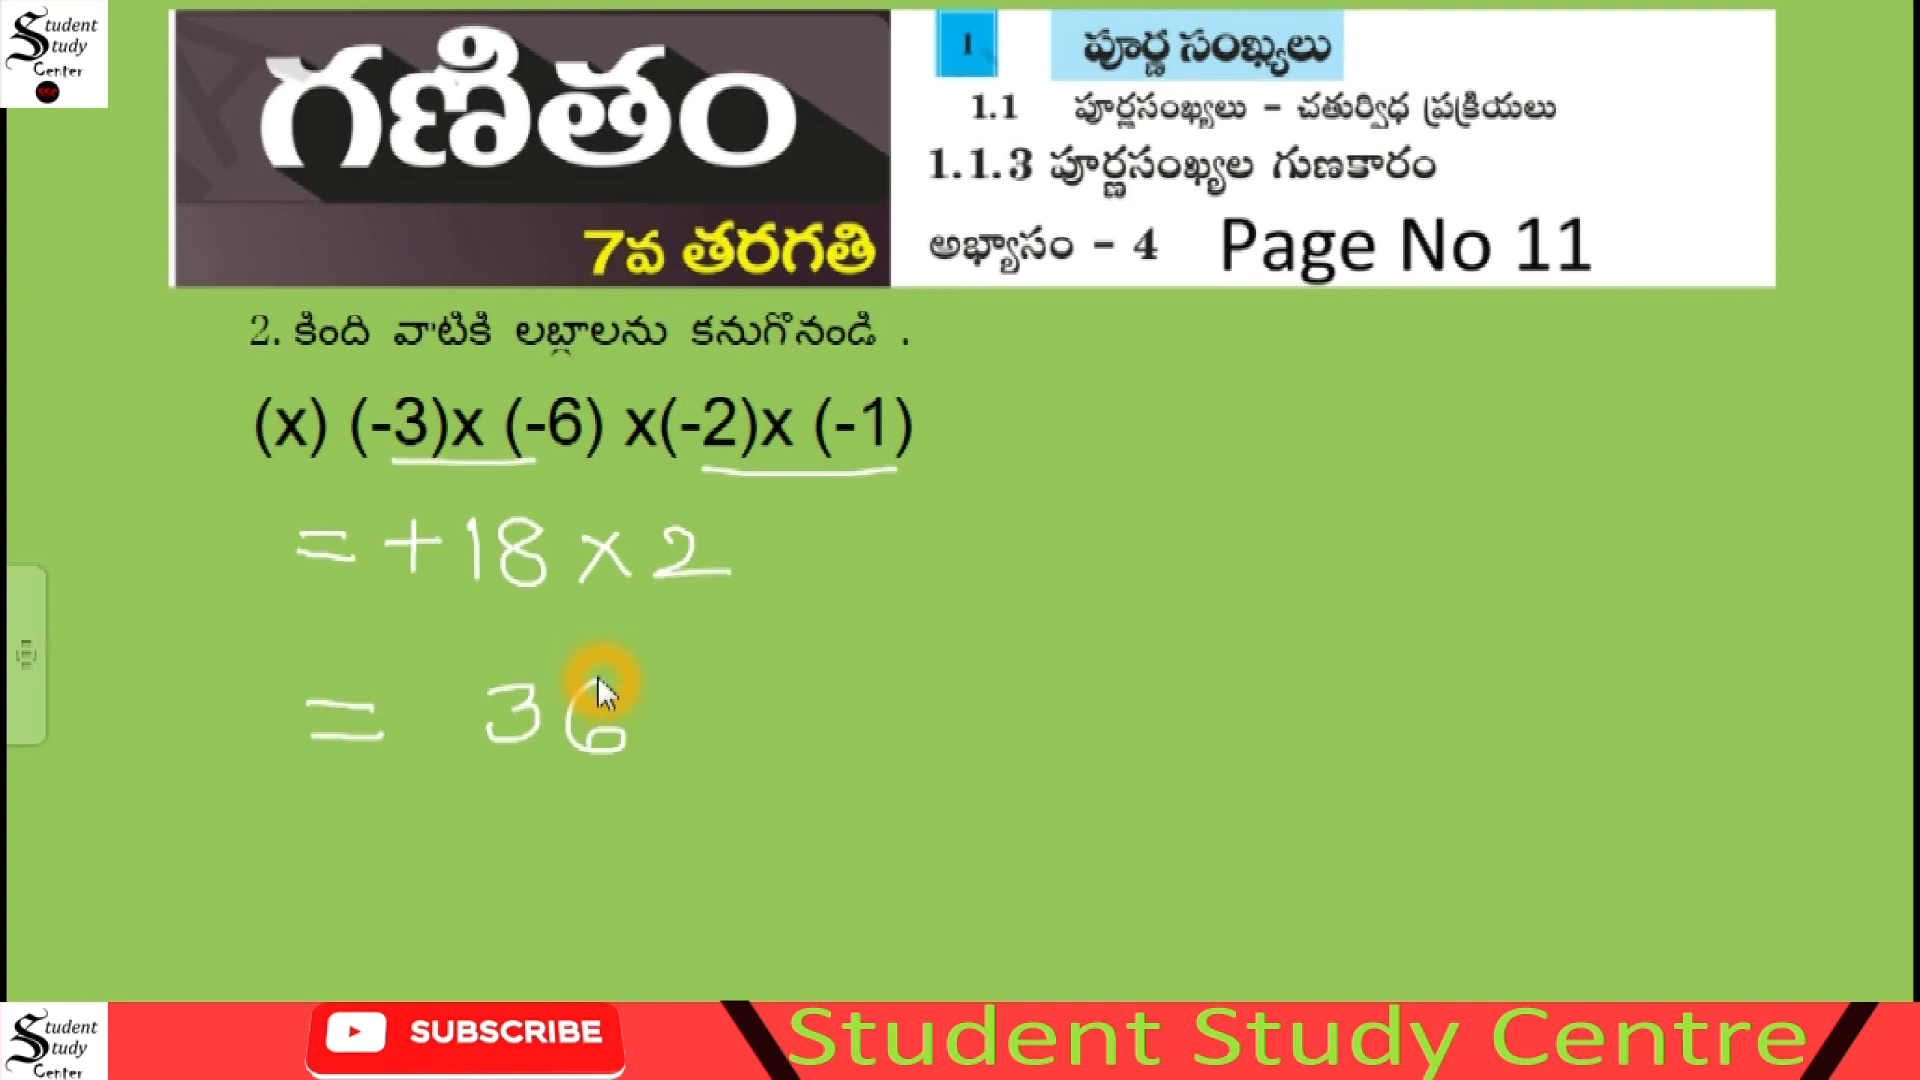 Student
Study
Center
గణితం
7వ తరగతి
1 పూర్ణ సంఖ్యలు
1.1 పూర్ణసంఖ్యలు - చతుర్విధ ప్రక్రియలు
1.1.3 పూర్ణసంఖ్యల గుణకారం
అభ్యాసం - 4 Page No 11
2. కింది వాటికి లబ్దాలను కనుగొనండి .
(x) (-3)x (-6) x(-2)x (-1)
= +18 × 2
= 36
Student
Study
Center
SUBSCRIBE
Student Study Centre